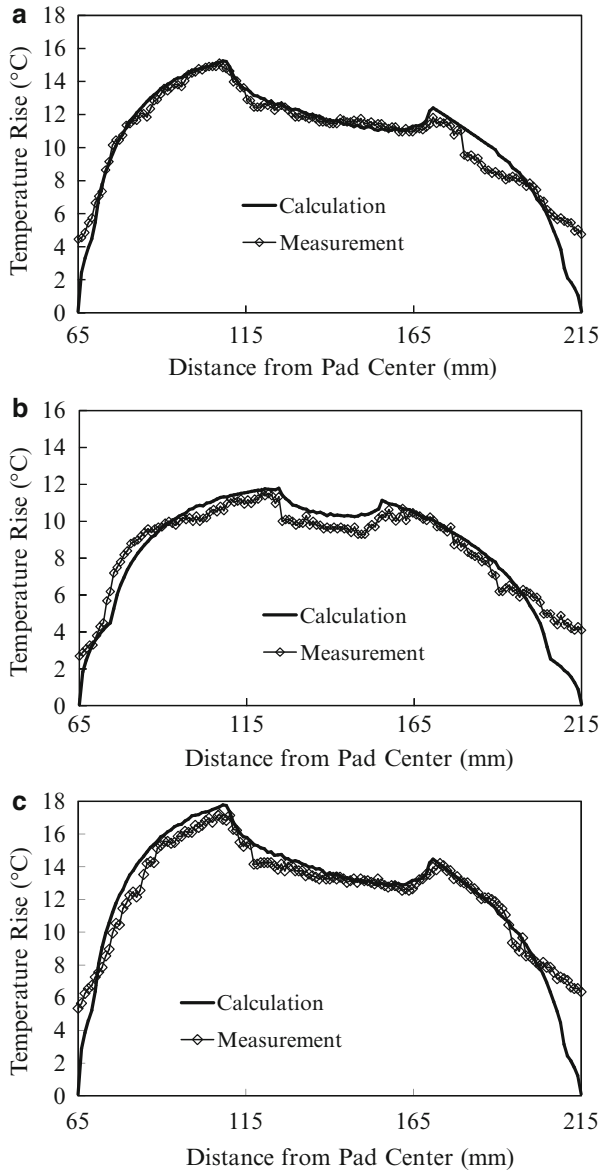 a
18
16
14
12
10
8
6
4
2
0
Temperature Rise (°C)
Calculation
Measurement
65 115 165 215
Distance from Pad Center (mm)
b
16
14
12
10
8
6
4
2
0
Temperature Rise (°C)
Calculation
Measurement
65 115 165 215
Distance from Pad Center (mm)
c
18
16
14
12
10
8
6
4
2
0
Temperature Rise (°C)
Calculation
Measurement
65 115 165 215
Distance from Pad Center (mm)